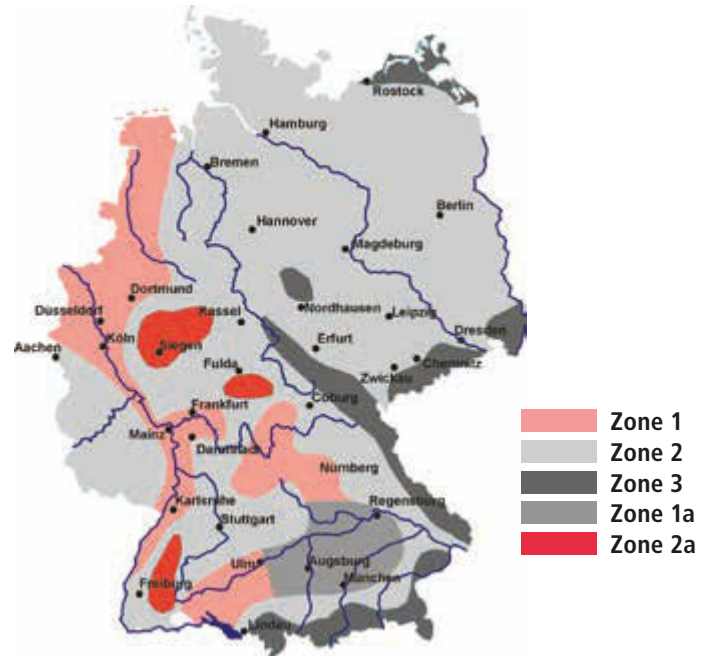 Rostock
Hamburg
Bremen
Berlin
Hannover
Magdeburg
Dortmund
Nordhausen
Düsseldorf
Kassel
Leipzig
Köln
Dresden
Aachen
Siegen
Erfurt
Fulda
Chemnitz
Zwickau
Coburg
Frankfurt
Mainz
Darmstadt
Nürnberg
Karlsruhe
Regensburg
Stuttgart
Ulm
Augsburg
Freiburg
München
Lindau
Zone 1
Zone 2
Zone 3
Zone 1a
Zone 2a